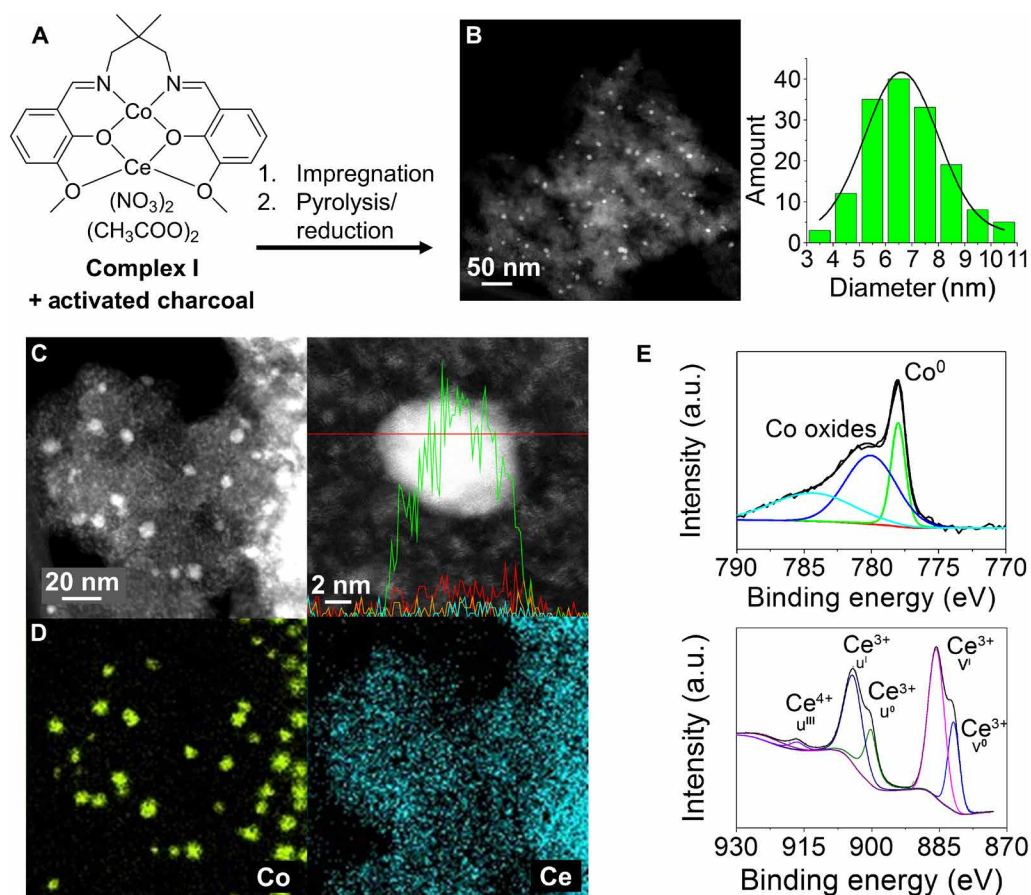 A
N
N
Co
O
O
Ce
O
O
(NO₃)₂
(CH₃COO)₂
Complex I
+ activated charcoal
1. Impregnation
2. Pyrolysis/
reduction
B
50 nm
Amount
40
30
20
10
0
3 4 5 6 7 8 9 10 11
Diameter (nm)
C
20 nm
2 nm
D
Co
Ce
E
Intensity (a.u.)
Co⁰
Co oxides
790 785 780 775 770
Binding energy (eV)
Intensity (a.u.)
Ce³⁺
uᴵ
Ce³⁺
u⁰
Ce⁴⁺
uᴵᴵᴵ
Ce³⁺
vᴵ
Ce³⁺
v⁰
930 915 900 885 870
Binding energy (eV)